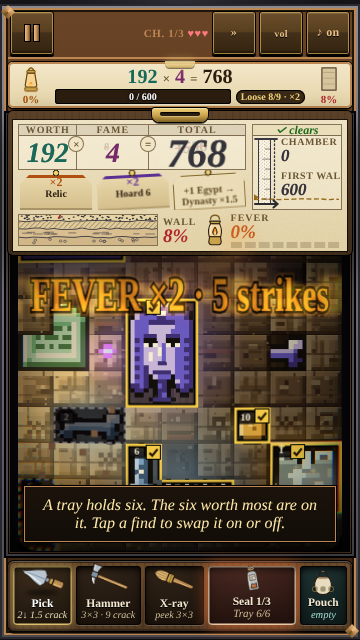 CH. 1/3 ♥♥♥
»
vol
♪ on
192 × 4 = 768
0%
0 / 600
Loose 8/9 · ×2
8%
WORTH
FAME
TOTAL
192 × 4 = 768
✓ clears
CHAMBER
0
FIRST WAL
600
×2
Relic
×2
Hoard 6
+1 Egypt →
Dynasty ×1.5
WALL
8%
FEVER
0%
FEVER ×2 · 5 strikes
10
6
A tray holds six. The six worth most are on
it. Tap a find to swap it on or off.
Pick
2↓ 1.5 crack
Hammer
3×3 · 9 crack
X-ray
peek 3×3
Seal 1/3
Tray 6/6
Pouch
empty